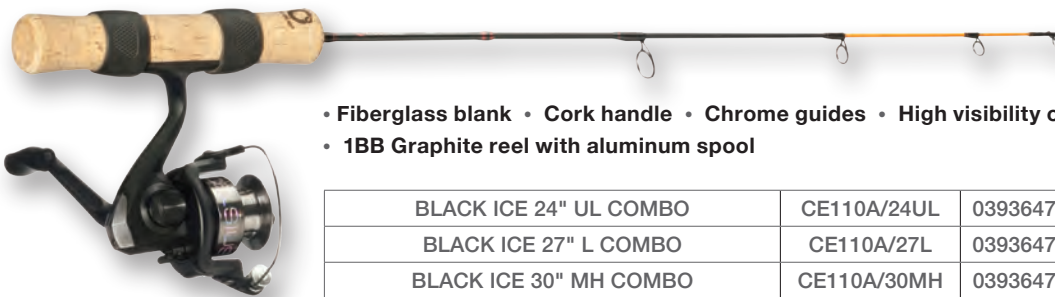 • Fiberglass blank • Cork handle • Chrome guides • High visibility
• 1BB Graphite reel with aluminum spool
BLACK ICE 24" UL COMBO CE110A/24UL 0393647
BLACK ICE 27" L COMBO CE110A/27L 0393647
BLACK ICE 30" MH COMBO CE110A/30MH 0393647